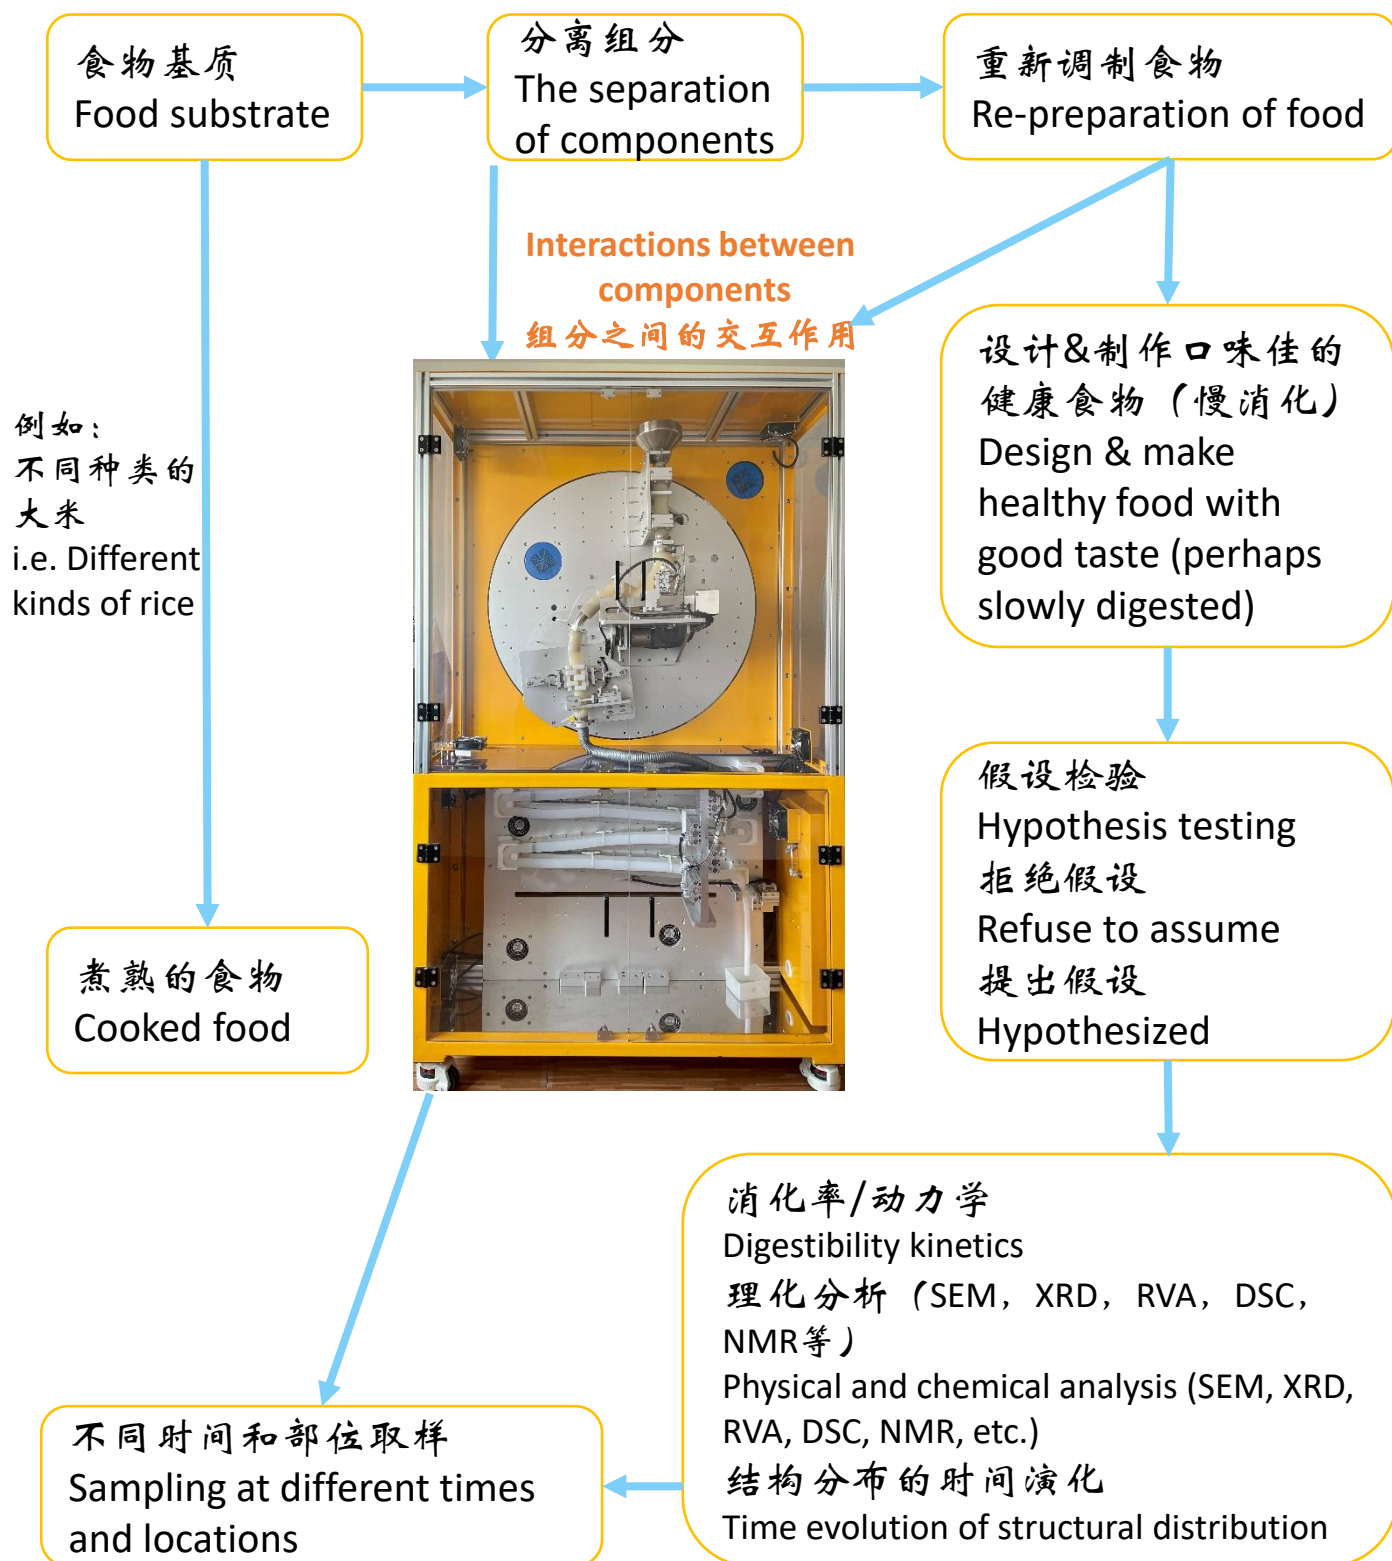 食物基质
Food substrate
分离组分
The separation
of components
重新调制食物
Re-preparation of food
Interactions between
components
组分之间的交互作用
例如：
不同种类的
大米
i.e. Different
kinds of rice
设计&制作口味佳的
健康食物（慢消化）
Design & make
healthy food with
good taste (perhaps
slowly digested)
假设检验
Hypothesis testing
拒绝假设
Refuse to assume
提出假设
Hypothesized
煮熟的食物
Cooked food
消化率/动力学
Digestibility kinetics
理化分析（SEM，XRD，RVA，DSC，
NMR等）
Physical and chemical analysis (SEM, XRD,
RVA, DSC, NMR, etc.)
结构分布的时间演化
Time evolution of structural distribution
不同时间和部位取样
Sampling at different times
and locations